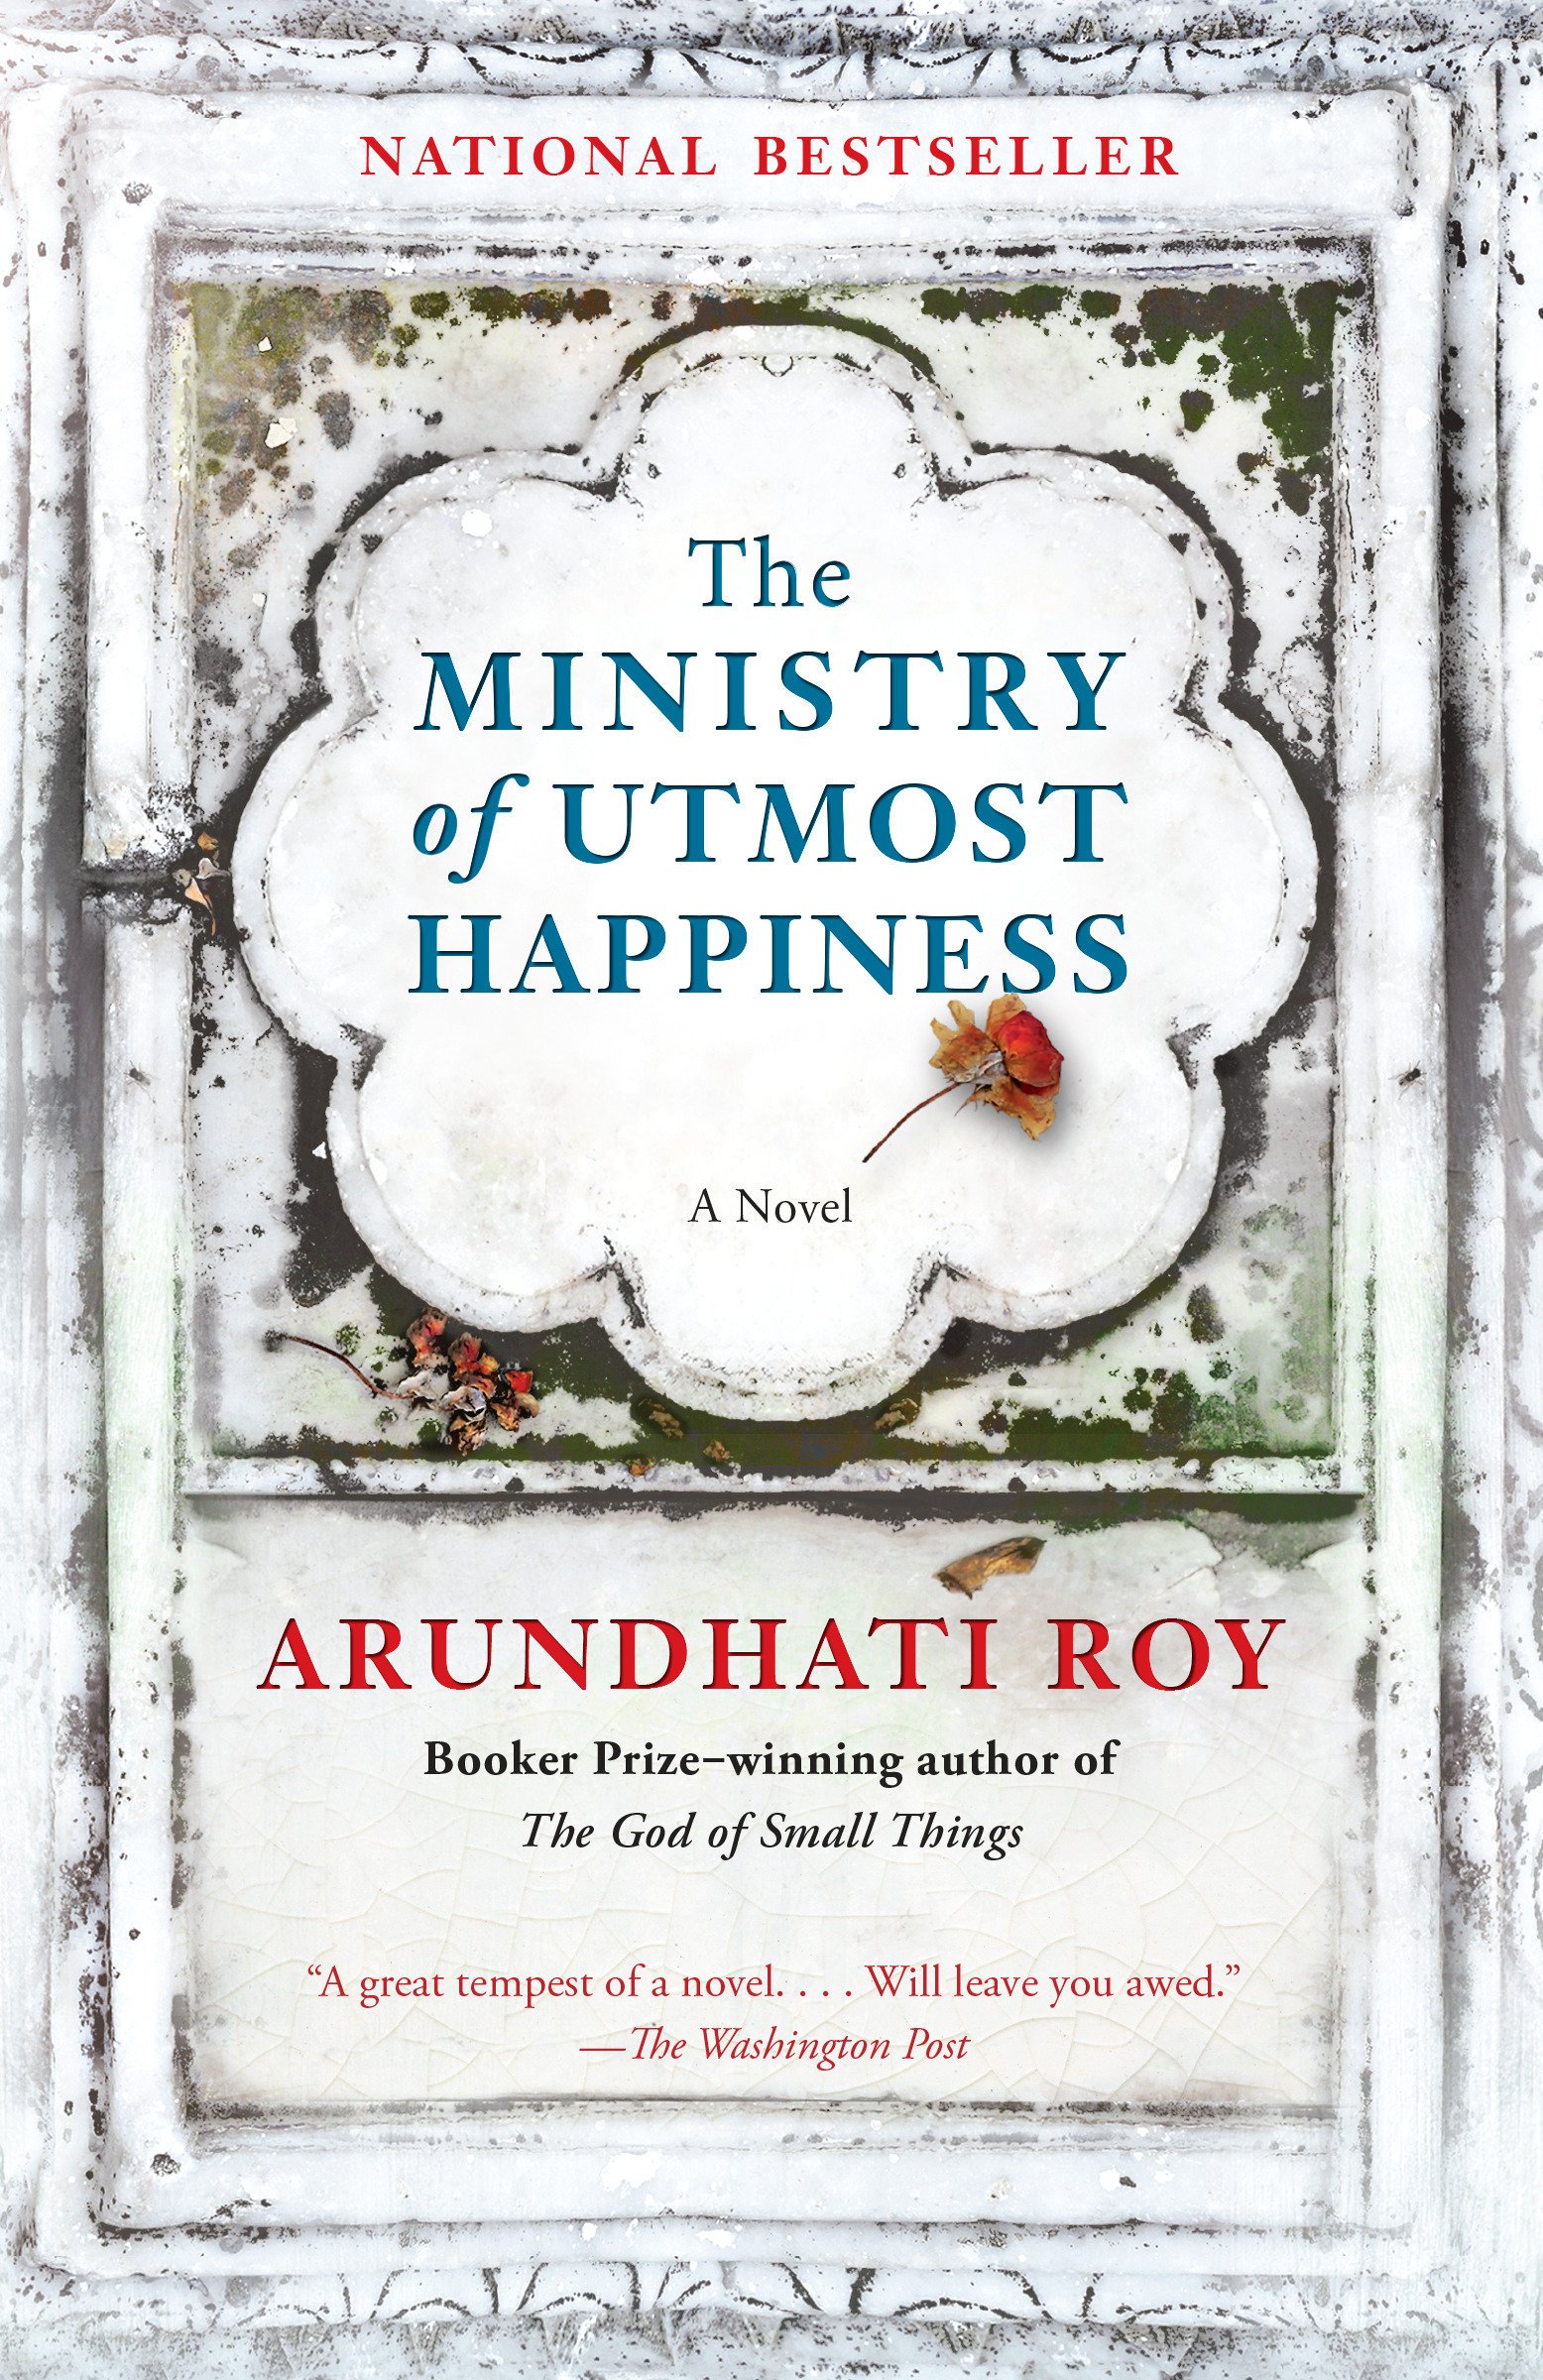 NATIONAL BESTSELLER
The
MINISTRY
of UTMOST
HAPPINESS
A Novel
ARUNDHATI ROY
Booker Prize–winning author of
The God of Small Things
“A great tempest of a novel. . . . Will leave you awed.”
—The Washington Post